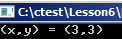 C:\ctest\Lesson6\
(x,y) = (3,3)